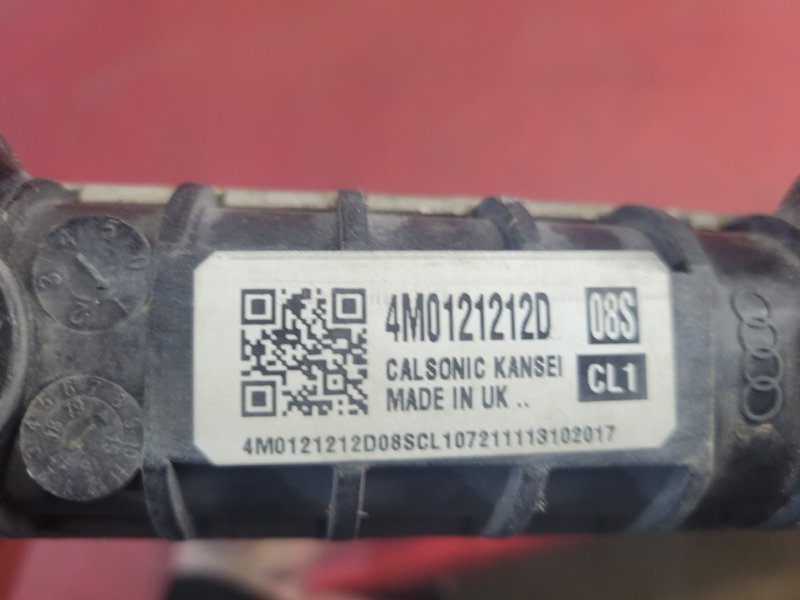 4M0121212D 08S
CALSONIC KANSEI CL1
MADE IN UK ..
4M0121212D08SCL107211113102017